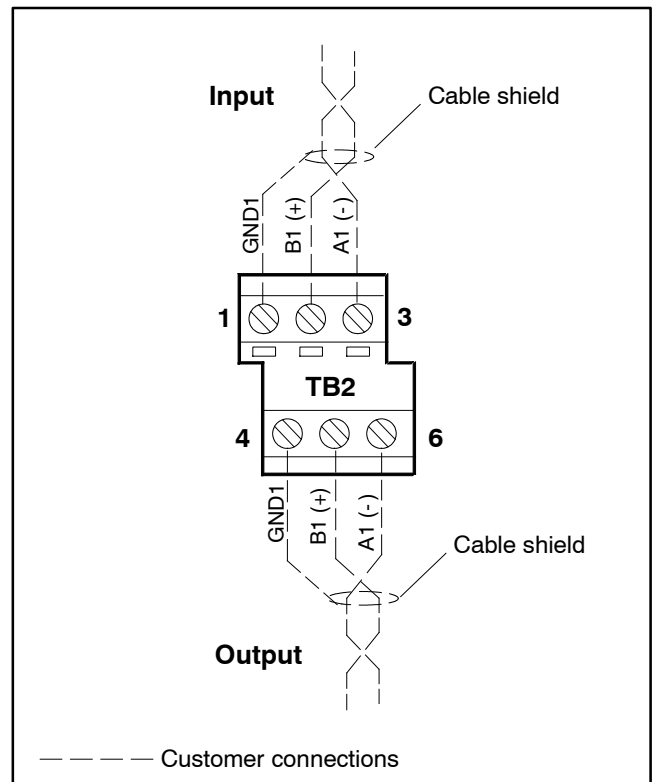 Input
Cable shield
GND1
B1 (+)
A1 (-)
1
3
TB2
4
6
GND1
B1 (+)
A1 (-)
Cable shield
Output
Customer connections